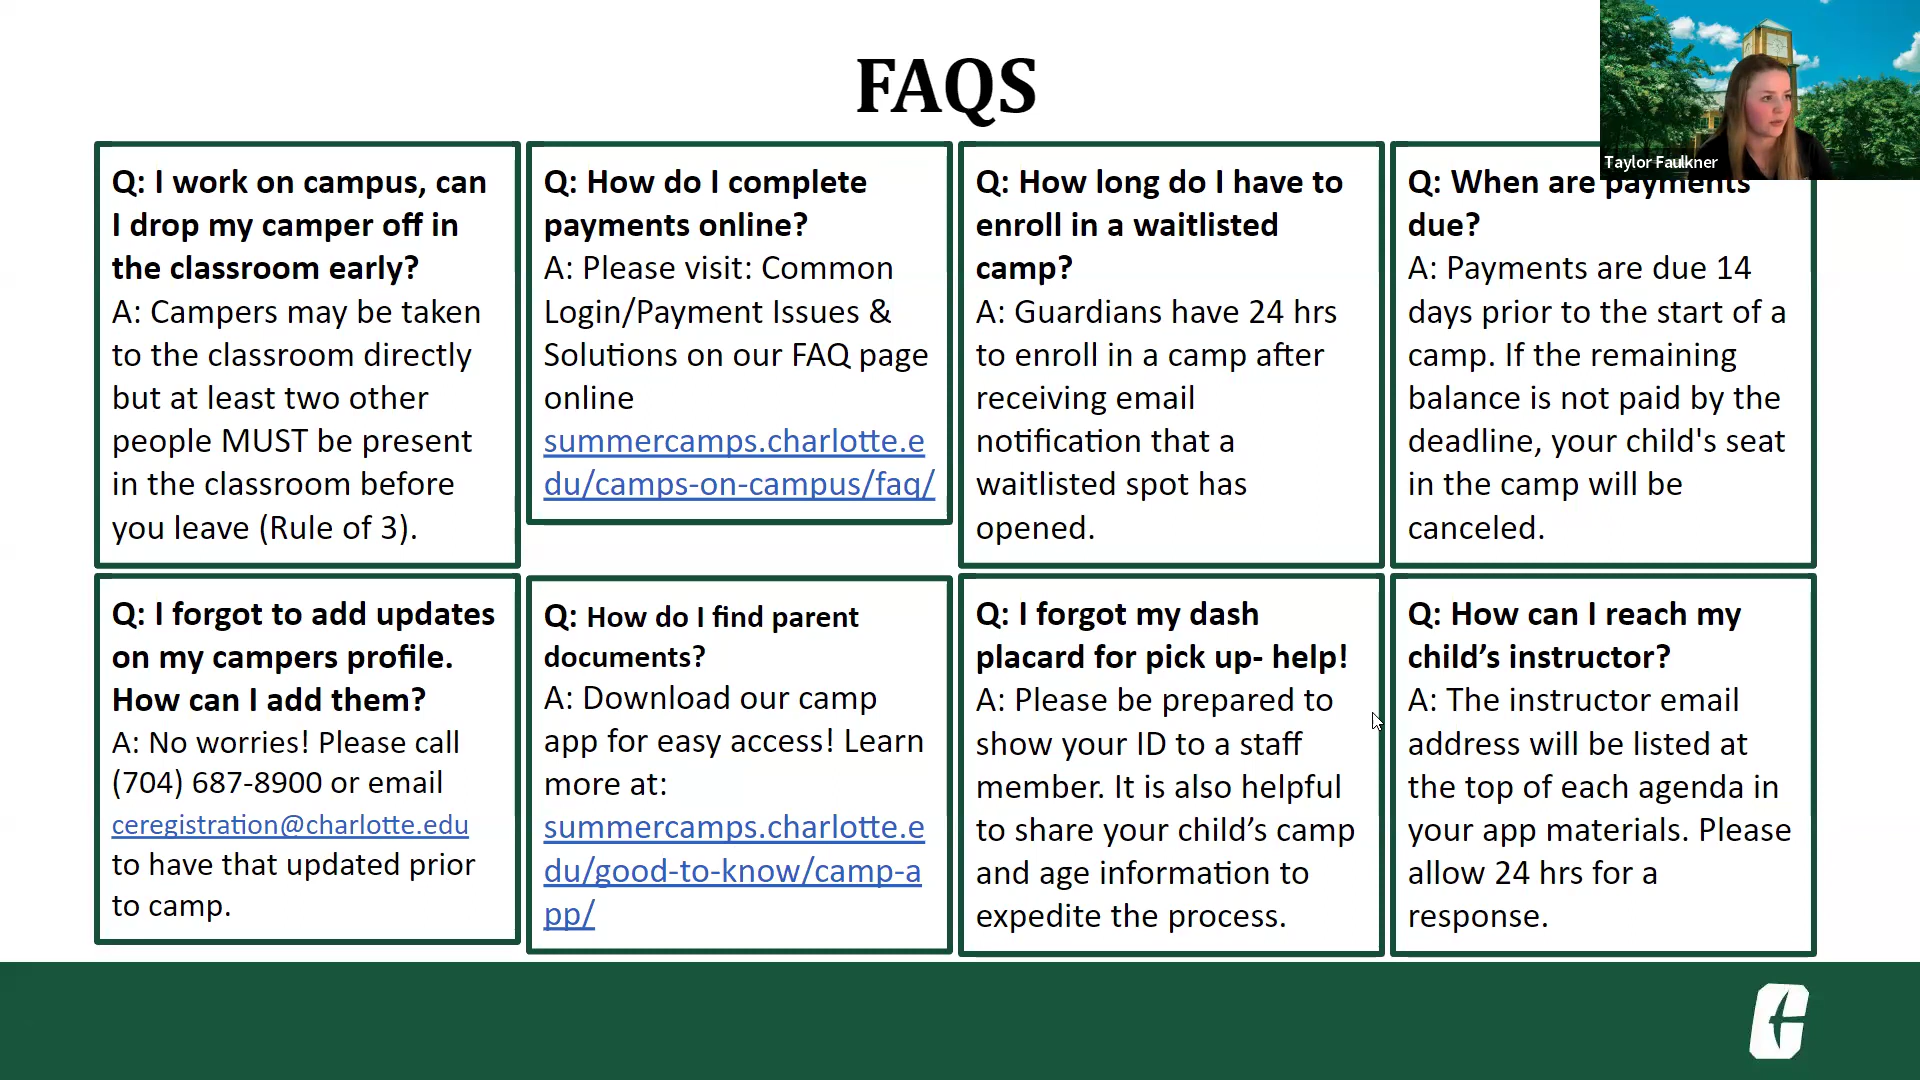 FAQS
Taylor Faulkner
Q: I work on campus, can
I drop my camper off in
the classroom early?
A: Campers may be taken
to the classroom directly
but at least two other
people MUST be present
in the classroom before
you leave (Rule of 3).
Q: How do I complete
payments online?
A: Please visit: Common
Login/Payment Issues &
Solutions on our FAQ page
online
summercamps.charlotte.e
du/camps-on-campus/faq/
Q: How long do I have to
enroll in a waitlisted
camp?
A: Guardians have 24 hrs
to enroll in a camp after
receiving email
notification that a
waitlisted spot has
opened.
Q: When are payments
due?
A: Payments are due 14
days prior to the start of a
camp. If the remaining
balance is not paid by the
deadline, your child's seat
in the camp will be
canceled.
Q: I forgot to add updates
on my campers profile.
How can I add them?
A: No worries! Please call
(704) 687-8900 or email
ceregistration@charlotte.edu
to have that updated prior
to camp.
Q: How do I find parent
documents?
A: Download our camp
app for easy access! Learn
more at:
summercamps.charlotte.e
du/good-to-know/camp-a
pp/
Q: I forgot my dash
placard for pick up- help!
A: Please be prepared to
show your ID to a staff
member. It is also helpful
to share your child’s camp
and age information to
expedite the process.
Q: How can I reach my
child’s instructor?
A: The instructor email
address will be listed at
the top of each agenda in
your app materials. Please
allow 24 hrs for a
response.